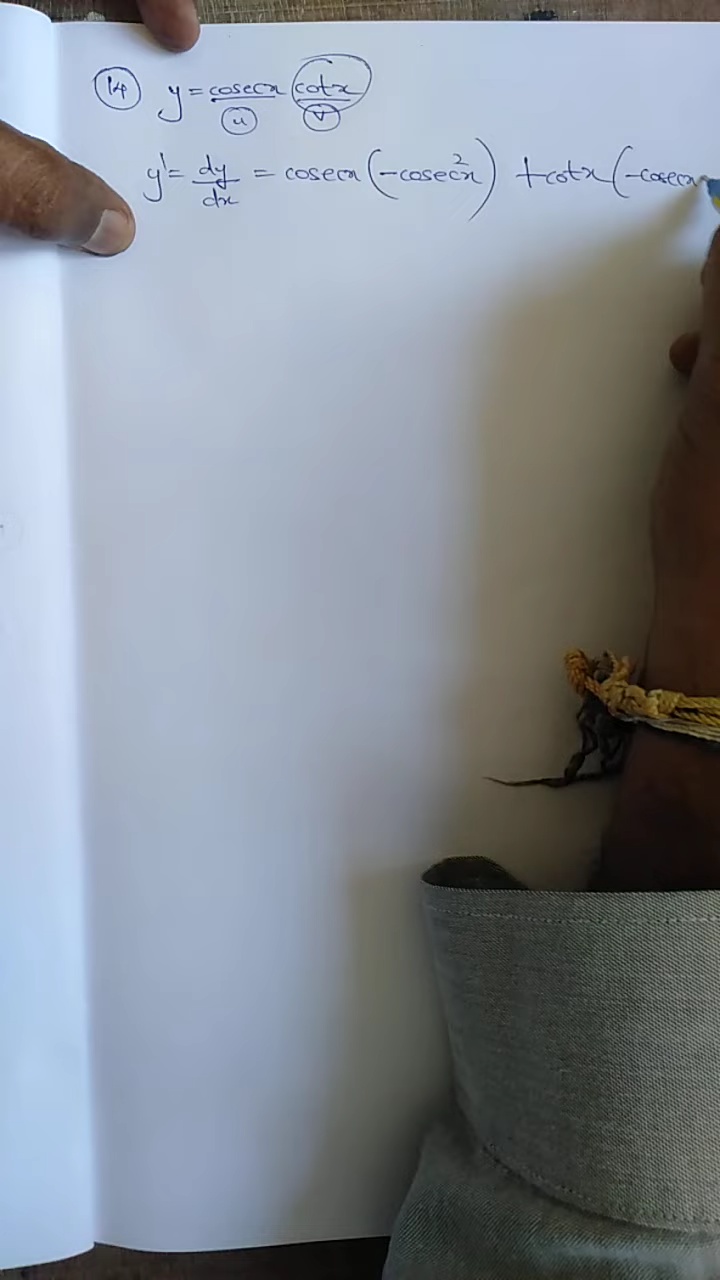 14 y = cosecx cotx
u v
y' = dy/dx = cosecx (-cosec²x) + cotx (-cosecx